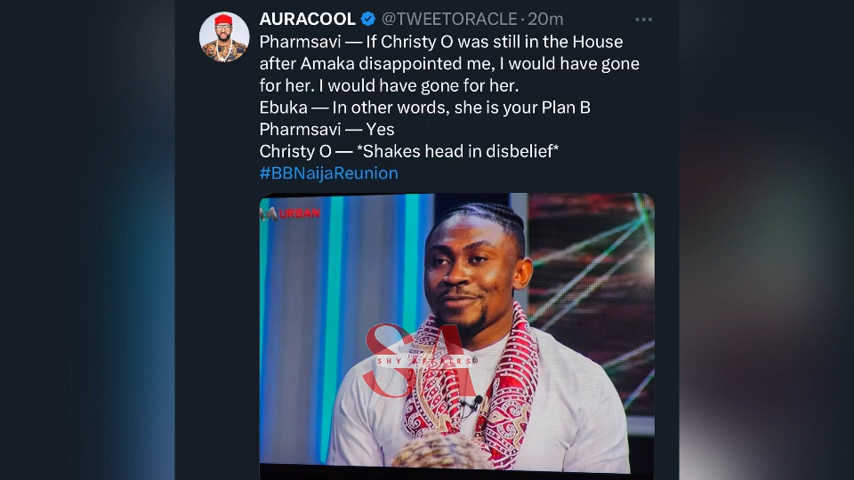 AURACOOL @TWEETORACLE · 20m
Pharmsavi — If Christy O was still in the House
after Amaka disappointed me, I would have gone
for her. I would have gone for her.
Ebuka — In other words, she is your Plan B
Pharmsavi — Yes
Christy O — *Shakes head in disbelief*
#BBNaijaReunion
URBAN
SA
SHY AFFAIRS